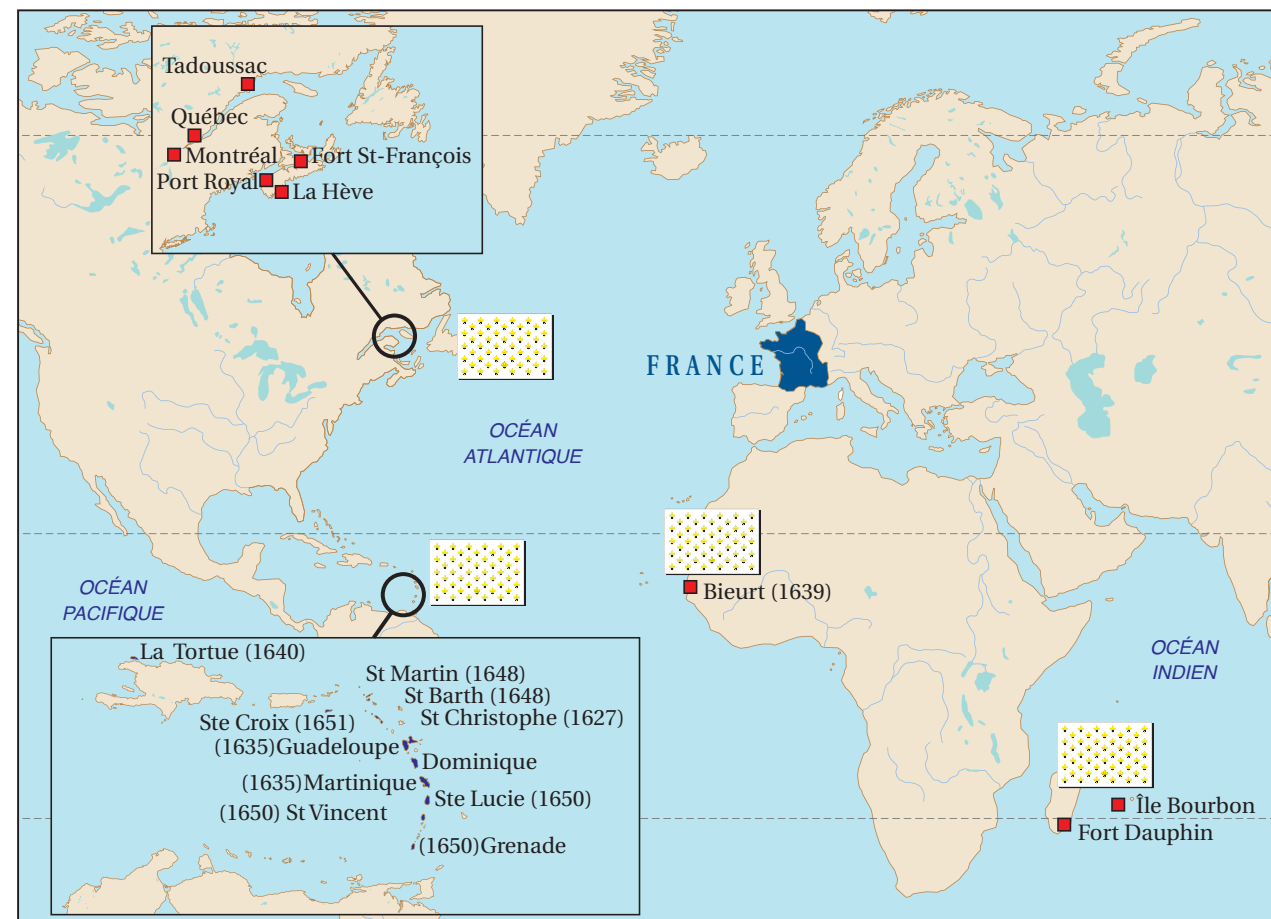 Tadoussac
Québec
Montréal
Fort St-François
Port Royal
La Hève
FRANCE
OCÉAN
ATLANTIQUE
OCÉAN
PACIFIQUE
Bieurt (1639)
OCÉAN
INDIEN
La Tortue (1640)
St Martin (1648)
St Barth (1648)
Ste Croix (1651)
St Christophe (1627)
(1635)Guadeloupe
Dominique
(1635)Martinique
Ste Lucie (1650)
(1650) St Vincent
(1650)Grenade
Île Bourbon
Fort Dauphin